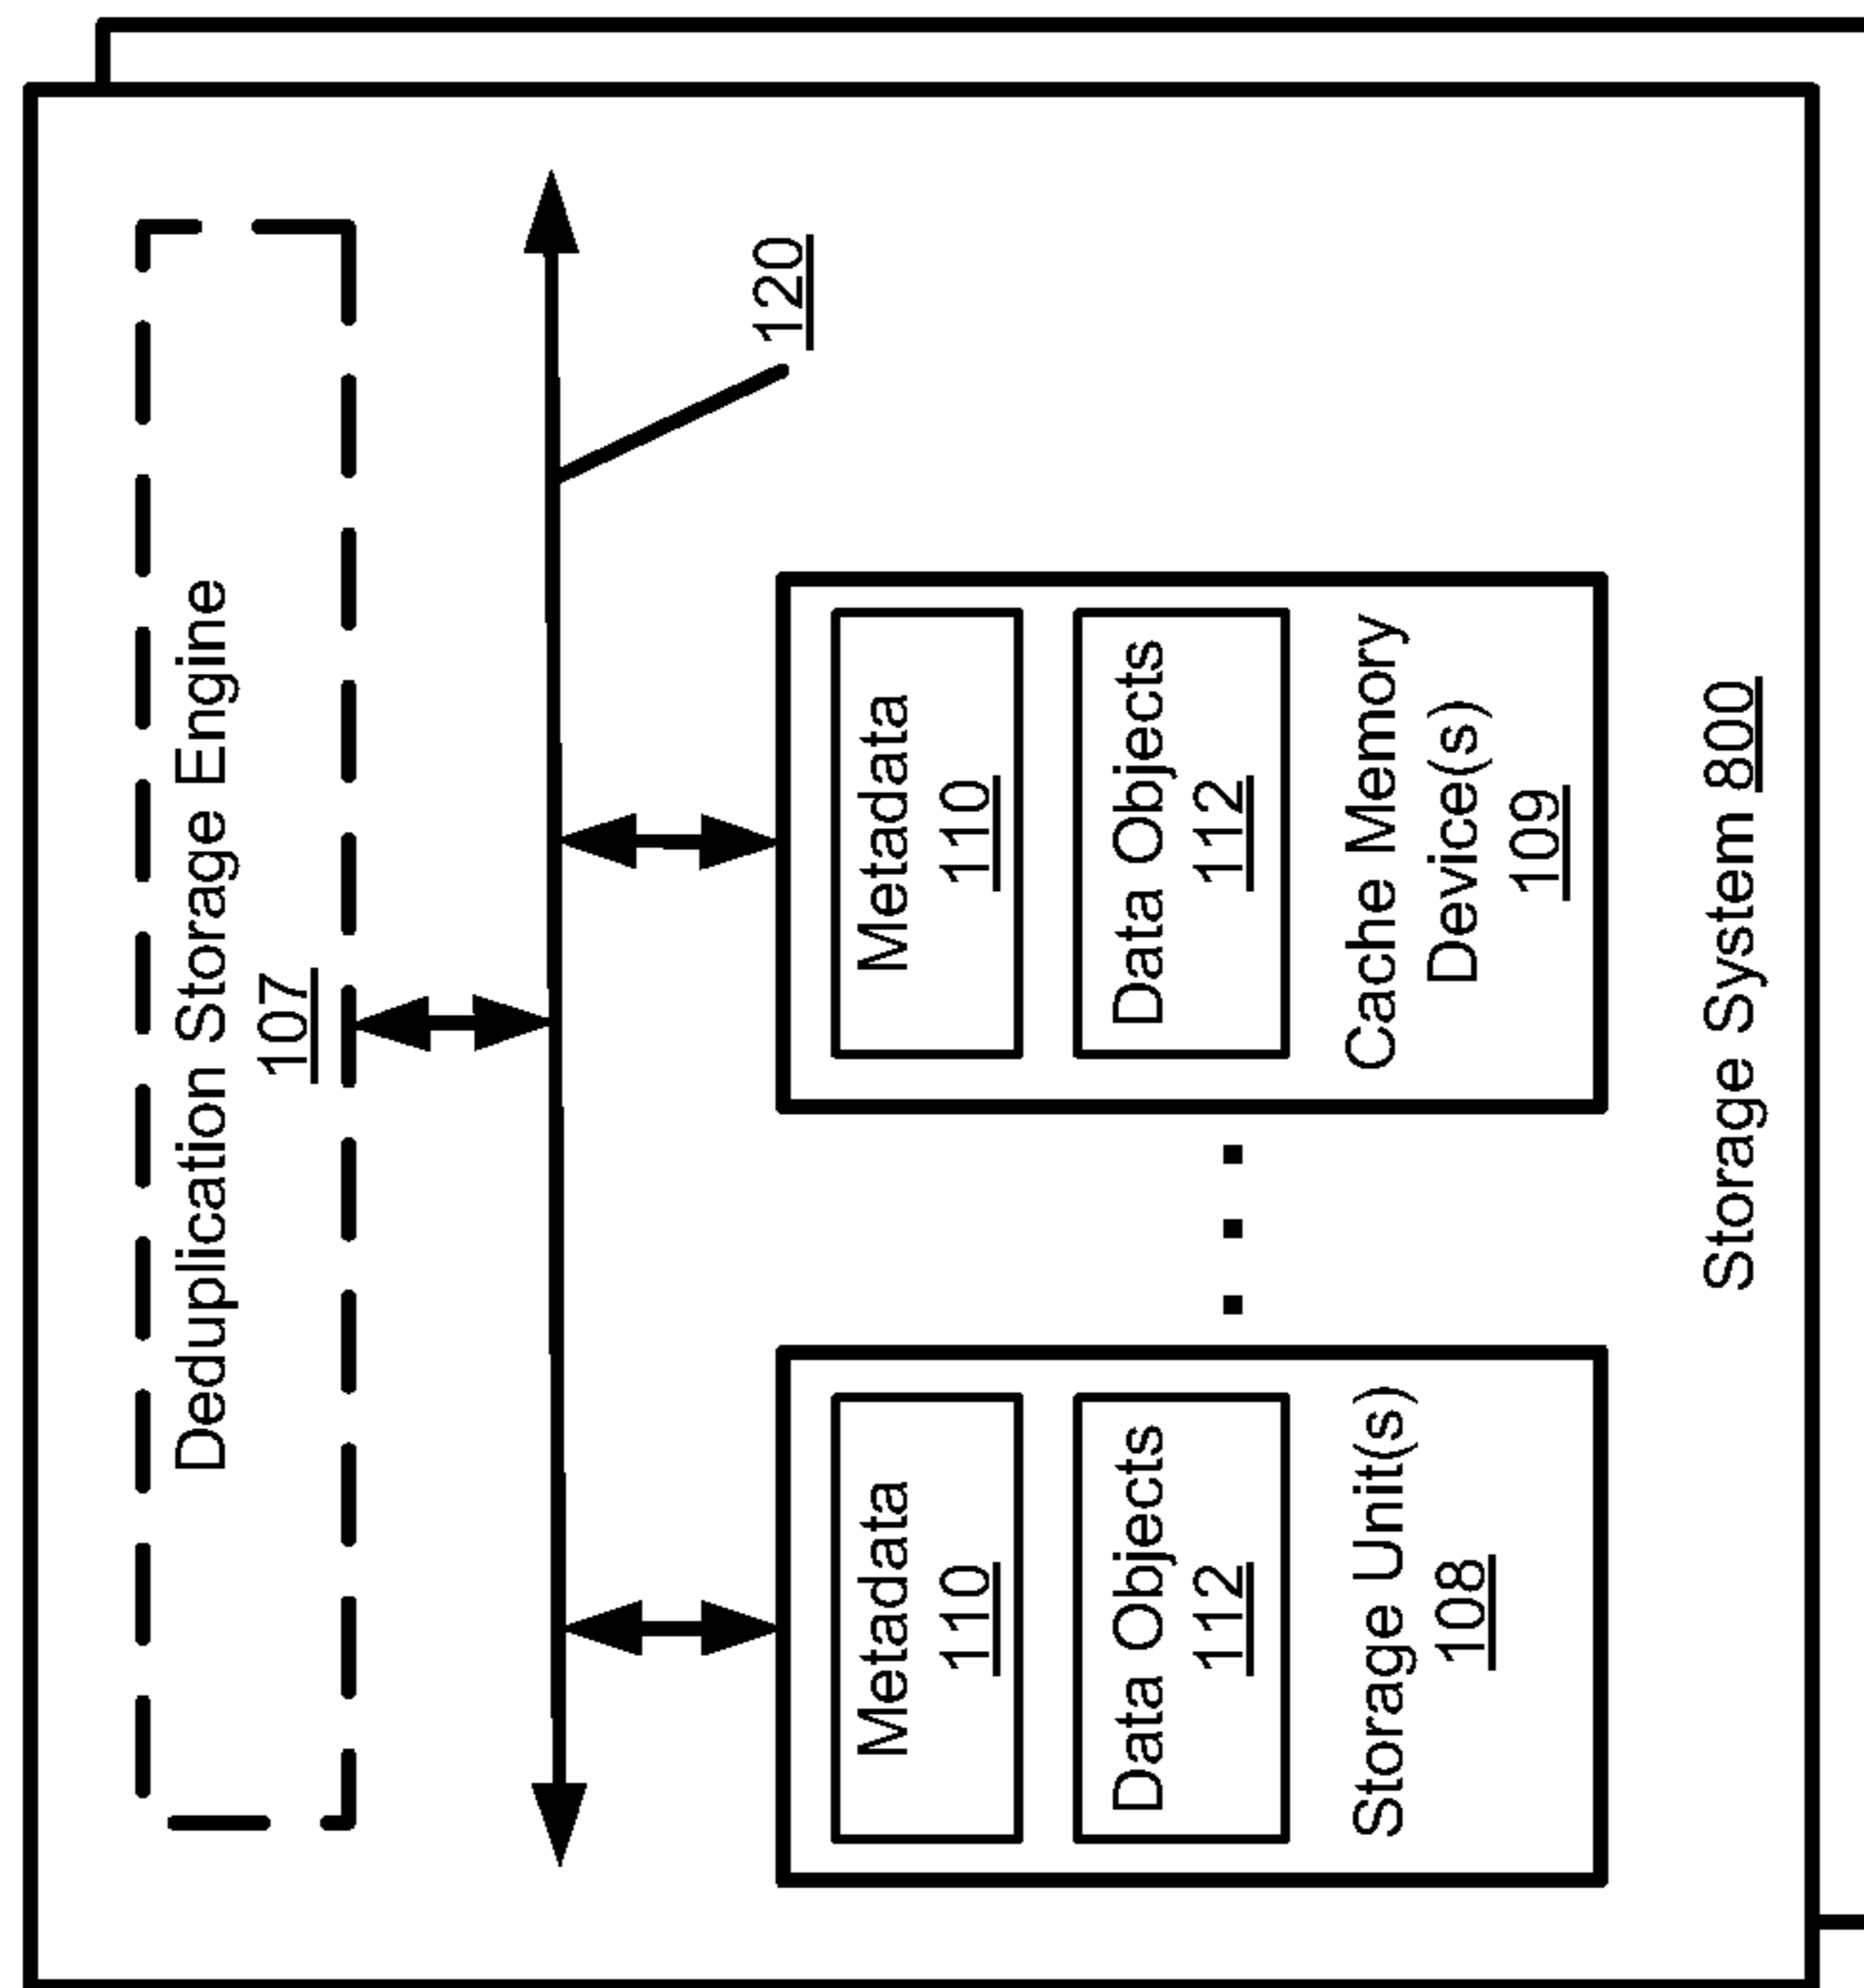 Deduplication Storage Engine
107
120
Metadata
110
Data Objects
112
Storage Unit(s)
108
Metadata
110
Data Objects
112
Cache Memory
Device(s)
109
Storage System 800